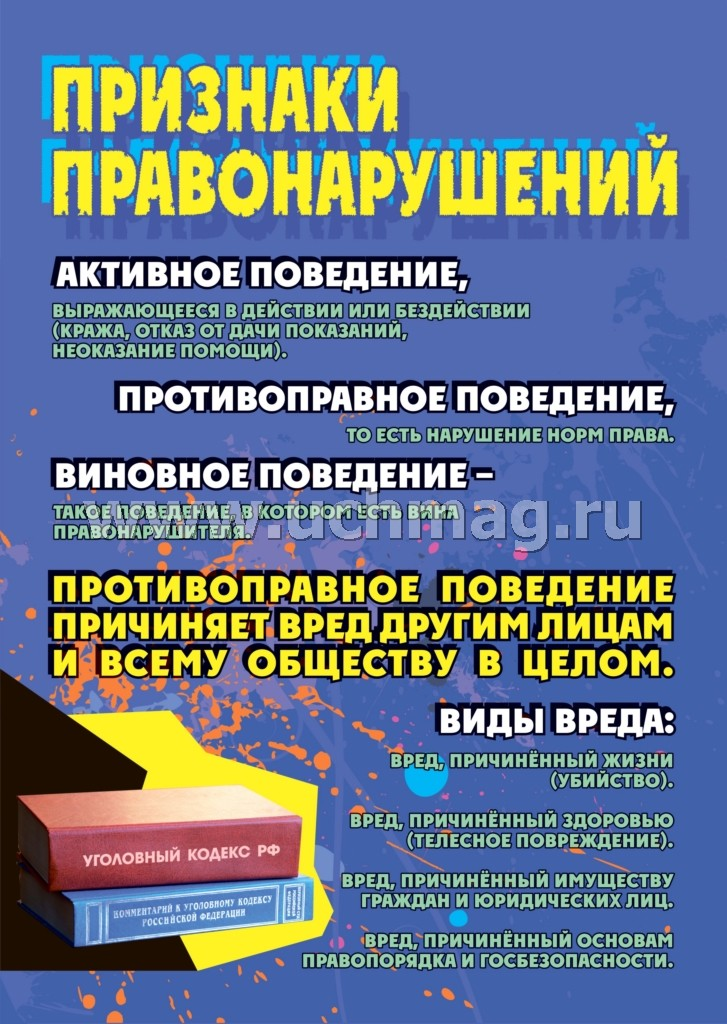 ПРИЗНАКИ
ПРАВОНАРУШЕНИЙ
АКТИВНОЕ ПОВЕДЕНИЕ,
ВЫРАЖАЮЩЕЕСЯ В ДЕЙСТВИИ ИЛИ БЕЗДЕЙСТВИИ
(КРАЖА, ОТКАЗ ОТ ДАЧИ ПОКАЗАНИЙ,
НЕОКАЗАНИЕ ПОМОЩИ).
ПРОТИВОПРАВНОЕ ПОВЕДЕНИЕ,
ТО ЕСТЬ НАРУШЕНИЕ НОРМ ПРАВА.
ВИНОВНОЕ ПОВЕДЕНИЕ –
ТАКОЕ ПОВЕДЕНИЕ, В КОТОРОМ ЕСТЬ ВИНА
ПРАВОНАРУШИТЕЛЯ.
www.uchmag.ru
ПРОТИВОПРАВНОЕ ПОВЕДЕНИЕ
ПРИЧИНЯЕТ ВРЕД ДРУГИМ ЛИЦАМ
И ВСЕМУ ОБЩЕСТВУ В ЦЕЛОМ.
ВИДЫ ВРЕДА:
ВРЕД, ПРИЧИНЁННЫЙ ЖИЗНИ
(УБИЙСТВО).
ВРЕД, ПРИЧИНЁННЫЙ ЗДОРОВЬЮ
(ТЕЛЕСНОЕ ПОВРЕЖДЕНИЕ).
ВРЕД, ПРИЧИНЁННЫЙ ИМУЩЕСТВУ
ГРАЖДАН И ЮРИДИЧЕСКИХ ЛИЦ.
ВРЕД, ПРИЧИНЁННЫЙ ОСНОВАМ
ПРАВОПОРЯДКА И ГОСБЕЗОПАСНОСТИ.
УГОЛОВНЫЙ КОДЕКС РФ
КОММЕНТАРИЙ К УГОЛОВНОМУ КОДЕКСУ
РОССИЙСКОЙ ФЕДЕРАЦИИ